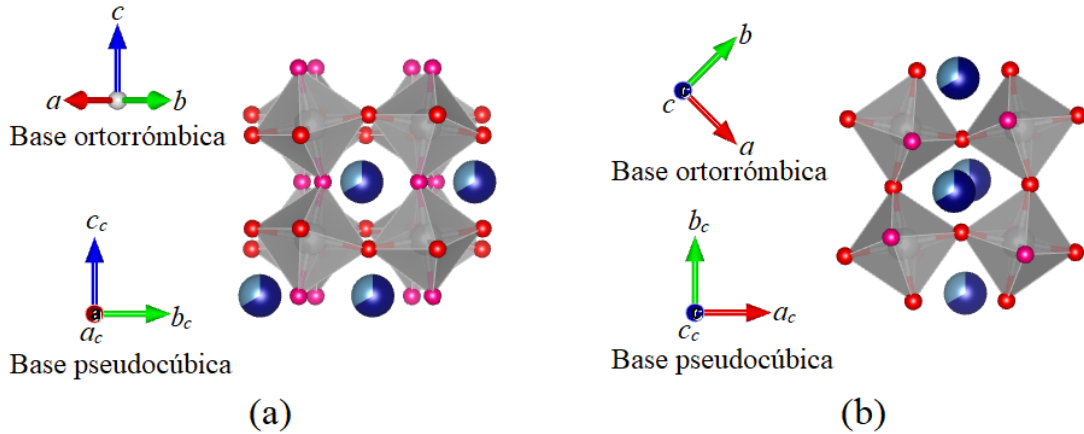 c
a
b
Base ortorrómbica
c_c
a
a_c
b_c
Base pseudocúbica
(a)
b
c
c
a
Base ortorrómbica
b_c
c
c_c
a_c
Base pseudocúbica
(b)